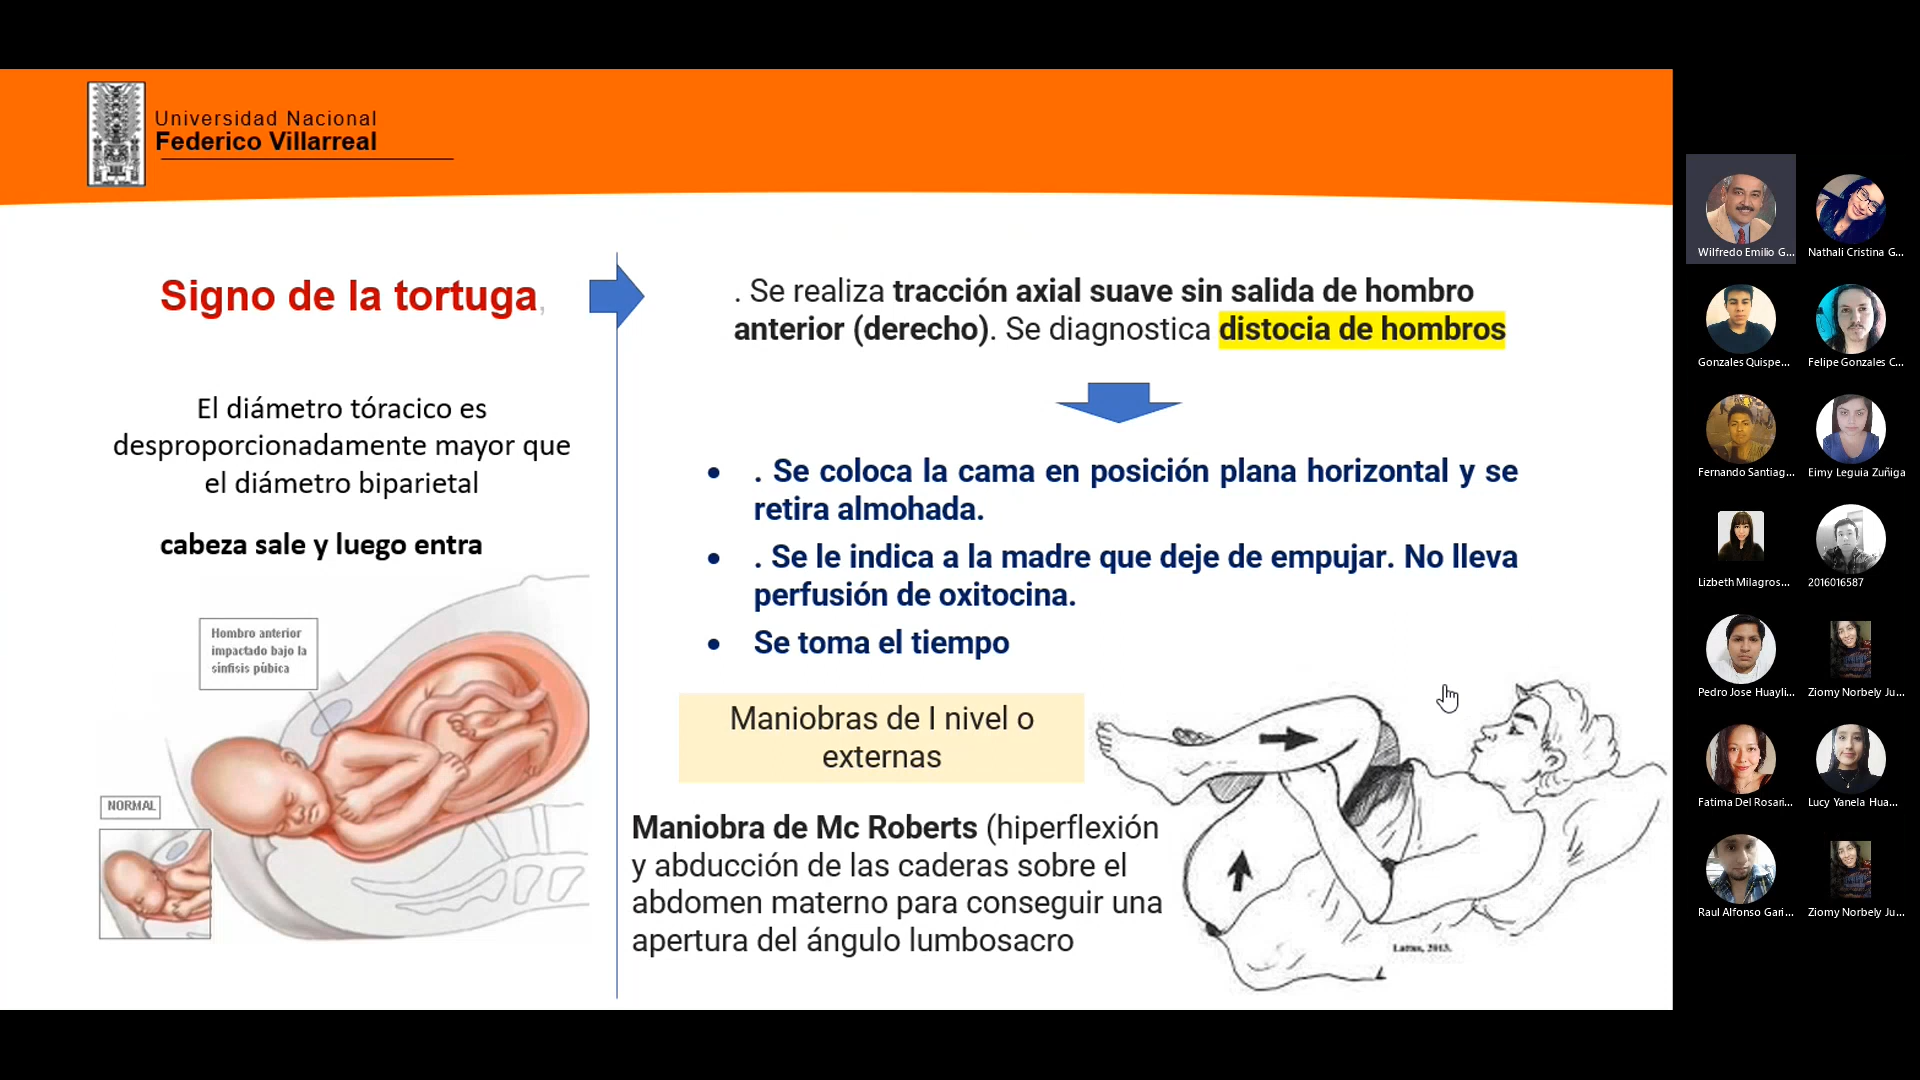 Universidad Nacional
Federico Villarreal
Signo de la tortuga,
El diámetro tóracico es
desproporcionadamente mayor que
el diámetro biparietal
cabeza sale y luego entra
Hombro anterior
impactado bajo la
sínfisis púbica
NORMAL
. Se realiza tracción axial suave sin salida de hombro
anterior (derecho). Se diagnostica distocia de hombros
• . Se coloca la cama en posición plana horizontal y se
retira almohada.
• . Se le indica a la madre que deje de empujar. No lleva
perfusión de oxitocina.
• Se toma el tiempo
Maniobras de I nivel o
externas
Maniobra de Mc Roberts (hiperflexión
y abducción de las caderas sobre el
abdomen materno para conseguir una
apertura del ángulo lumbosacro
2013.
Wilfredo Emilio G...
Nathali Cristina G...
Gonzales Quispe...
Felipe Gonzales C...
Fernando Santiag...
Eimy Leguia Zuñiga
Lizbeth Milagros...
2016016587
Pedro Jose Huayli...
Ziomy Norbely Ju...
Fatima Del Rosari...
Lucy Yanela Hua...
Raul Alfonso Gari...
Ziomy Norbely Ju...